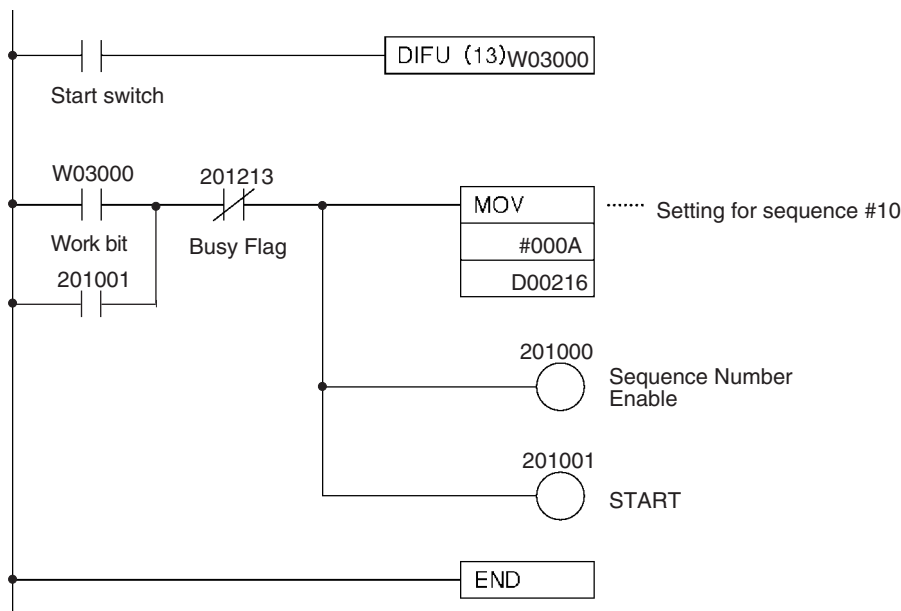 DIFU (13)W03000
Start switch
W03000
201213
MOV
······· Setting for sequence #10
Work bit
Busy Flag
#000A
201001
D00216
201000
Sequence Number
Enable
201001
START
END